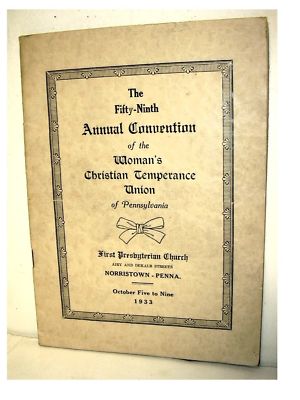 The
Fifty-Ninth
Annual Convention
of the
Woman's
Christian Temperance
Union
of Pennsylvania
First Presbyterian Church
AIRY AND DEKALB STREETS
NORRISTOWN - PENNA.
October Five to Nine
1933